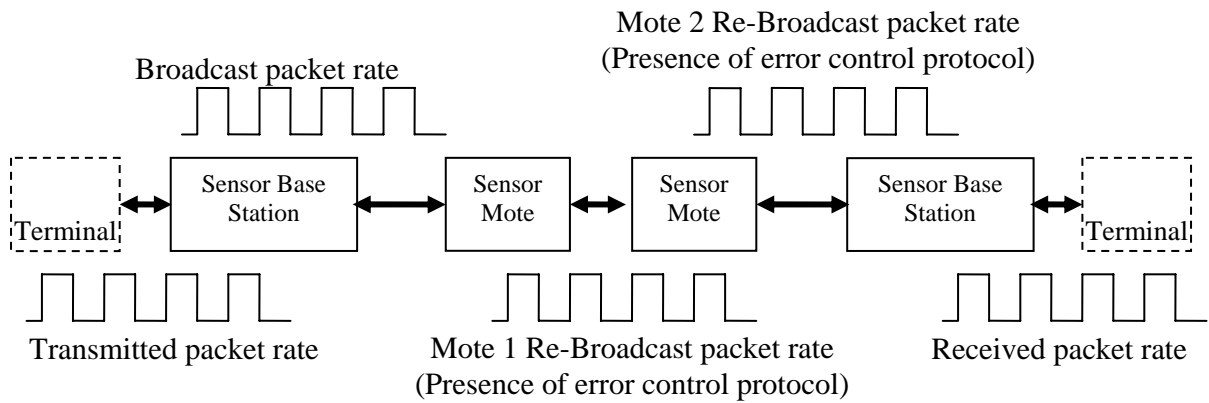 Mote 2 Re-Broadcast packet rate
(Presence of error control protocol)
Broadcast packet rate
Terminal
Sensor Base
Station
Sensor
Mote
Sensor
Mote
Sensor Base
Station
Terminal
Transmitted packet rate
Mote 1 Re-Broadcast packet rate
(Presence of error control protocol)
Received packet rate